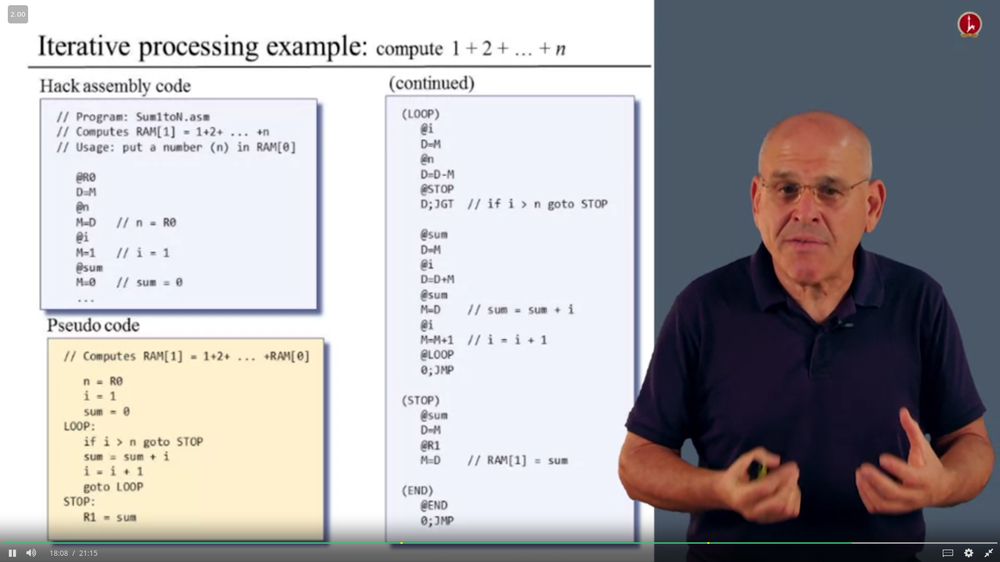 2.00
Iterative processing example: compute 1 + 2 + … + n
Hack assembly code
// Program: Sum1toN.asm
// Computes RAM[1] = 1+2+ ... +n
// Usage: put a number (n) in RAM[0]
@R0
D=M
@n
M=D // n = R0
@i
M=1 // i = 1
@sum
M=0 // sum = 0
...
Pseudo code
// Computes RAM[1] = 1+2+ ... +RAM[0]
n = R0
i = 1
sum = 0
LOOP:
if i > n goto STOP
sum = sum + i
i = i + 1
goto LOOP
STOP:
R1 = sum
(continued)
(LOOP)
@i
D=M
@n
D=D-M
@STOP
D;JGT // if i > n goto STOP
@sum
D=M
@i
D=D+M
@sum
M=D // sum = sum + i
@i
M=M+1 // i = i + 1
@LOOP
0;JMP
(STOP)
@sum
D=M
@R1
M=D // RAM[1] = sum
(END)
@END
0;JMP
18:08 / 21:15